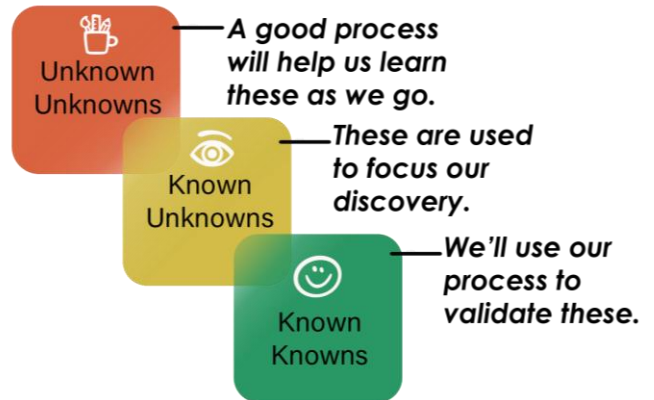 Unknown
Unknowns
A good process
will help us learn
these as we go.
Known
Unknowns
These are used
to focus our
discovery.
Known
Knowns
We'll use our
process to
validate these.